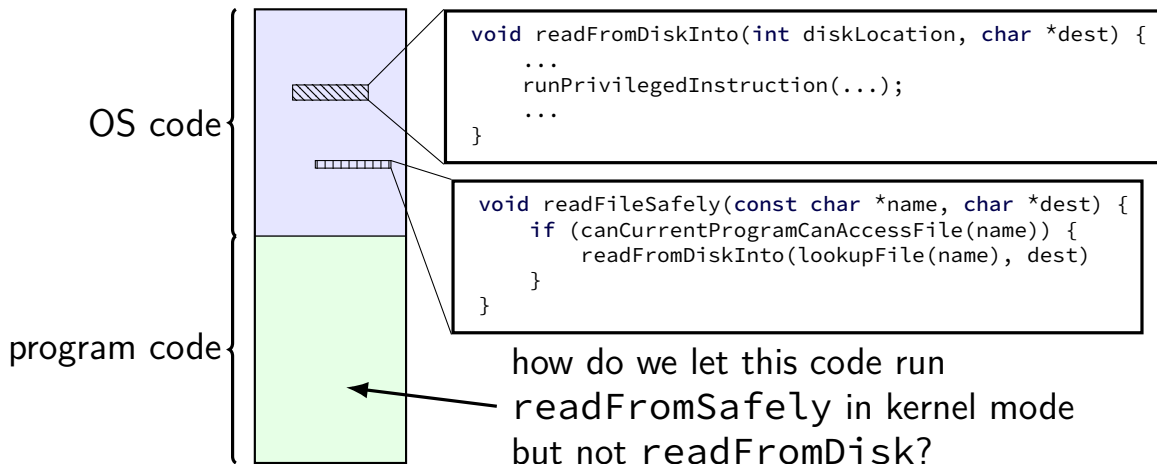 OS code
program code
void readFromDiskInto(int diskLocation, char *dest) {
...
runPrivilegedInstruction(...);
...
}
void readFileSafely(const char *name, char *dest) {
if (canCurrentProgramCanAccessFile(name)) {
readFromDiskInto(lookupFile(name), dest)
}
}
how do we let this code run
readFromSafely in kernel mode
but not readFromDisk?